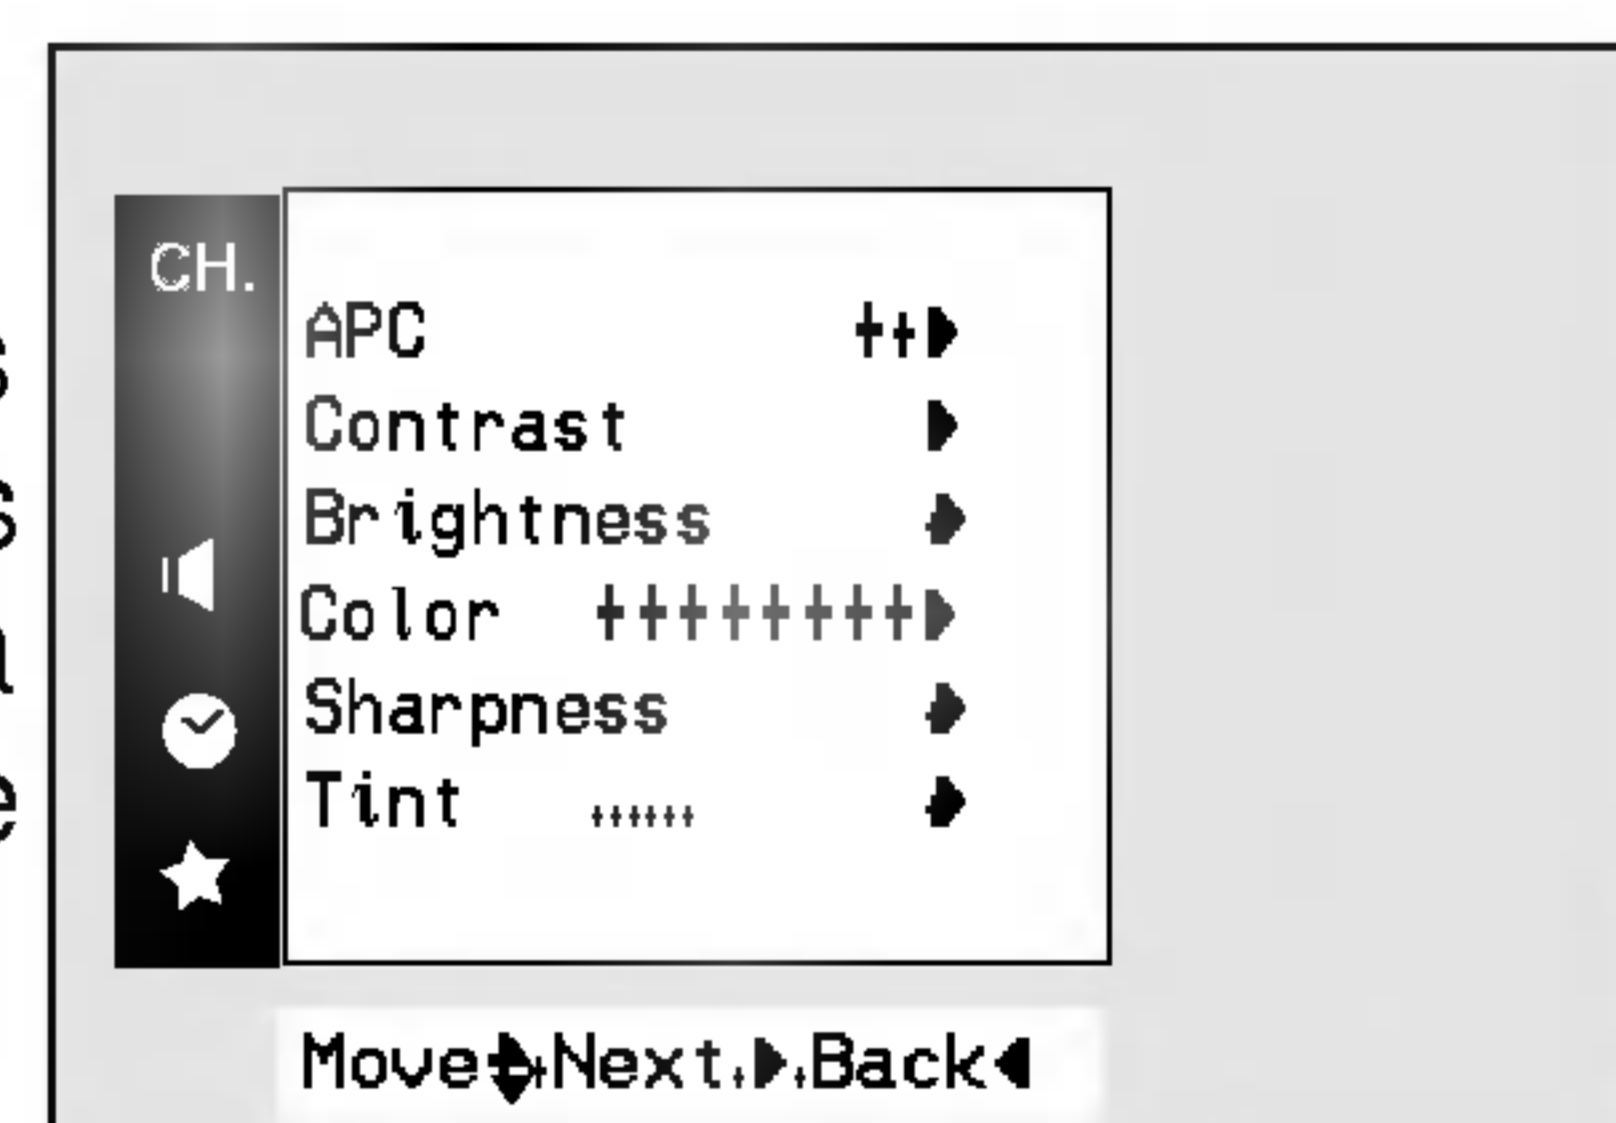 CH.
APC ‡‡▶
Contrast ▶
Brightness ▶
Color ‡‡‡‡‡‡‡‡▶
Sharpness ▶
Tint ▶
Move Next ▶ Back ◀
s
s
e